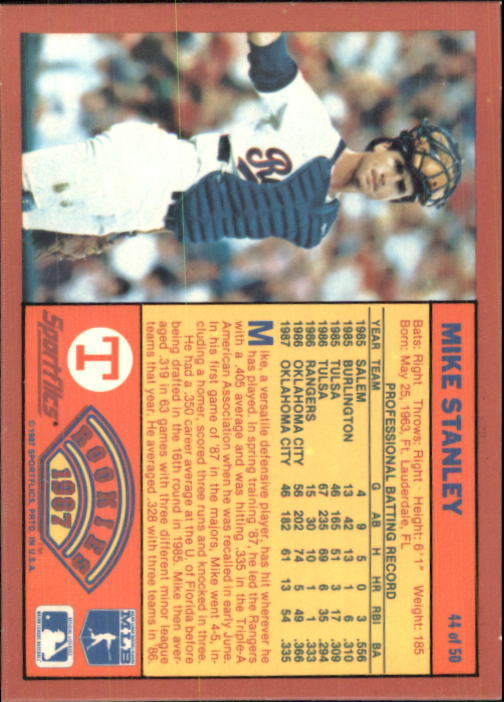 MIKE STANLEY
44 of 50
Bats: Right Throws: Right Height: 6'1" Weight: 185
Born: May 25, 1963, Ft. Lauderdale, FL
PROFESSIONAL BATTING RECORD
YEAR TEAM G AB H HR RBI BA
1985 SALEM 4 9 5 0 3 .556
1985 BURLINGTON 13 42 13 1 6 .310
1985 TULSA 46 165 51 3 17 .309
1986 TULSA 67 235 69 6 35 .294
1986 RANGERS 15 30 10 1 1 .333
1986 OKLAHOMA CITY 56 202 74 5 49 .366
1987 OKLAHOMA CITY 46 182 61 13 54 .335
Mike, a versatile defensive player, has hit wherever he
has played. In spring training '87, he led the Rangers
with a .405 average and was hitting .335 in the Triple-A
American Association when he was recalled in early June.
In his first game of '87 in the majors, Mike went 4-5, in-
cluding a homer, scored three runs and knocked in three.
He had a .350 career average at the U. of Florida before
being drafted in the 16th round in 1985. Mike then aver-
aged .319 in 63 games with three different minor league
teams that year. He averaged .328 with three teams in '86.
T
ROOKIES
1987
Sportflics
© 1987 SPORTFLICS, PRTD. IN U.S.A.
MLB
R